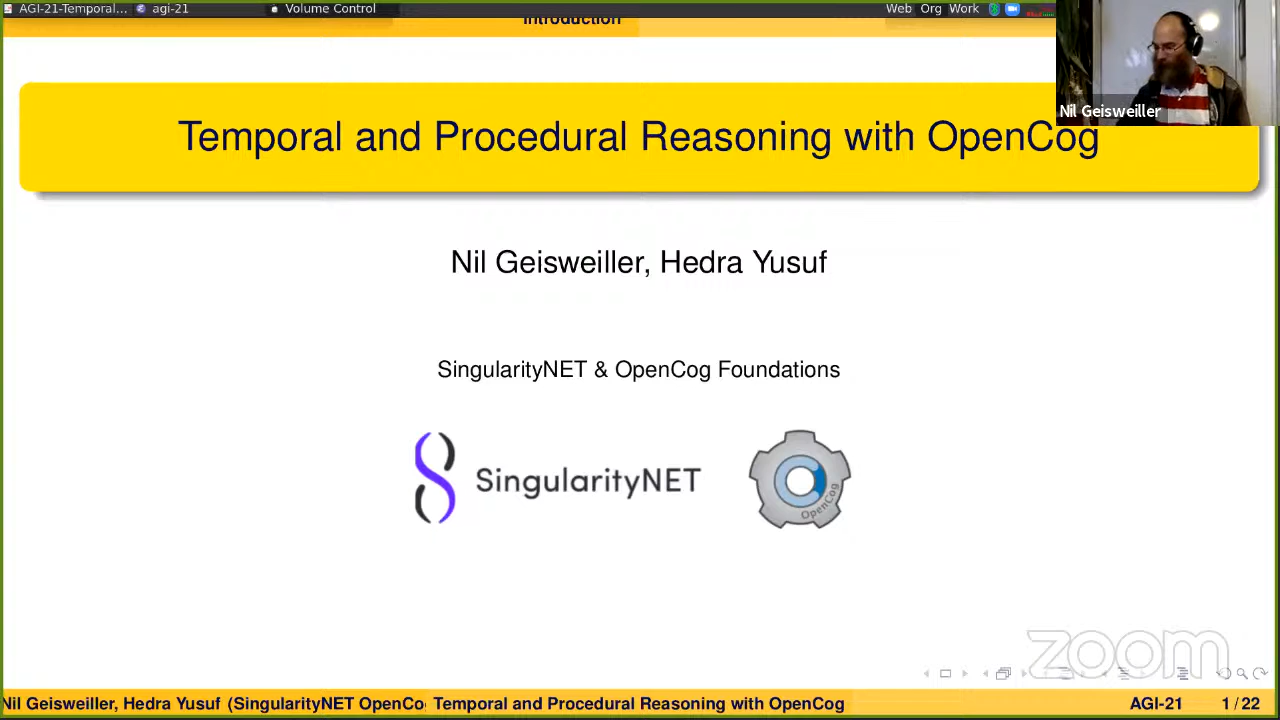 AGI-21-Temporal... agi-21 Volume Control Web Org Work
Introduction
Nil Geisweiller
Temporal and Procedural Reasoning with OpenCog
Nil Geisweiller, Hedra Yusuf
SingularityNET & OpenCog Foundations
SingularityNET
OpenCog
zoom
Nil Geisweiller, Hedra Yusuf (SingularityNET OpenCo Temporal and Procedural Reasoning with OpenCog AGI-21 1 / 22